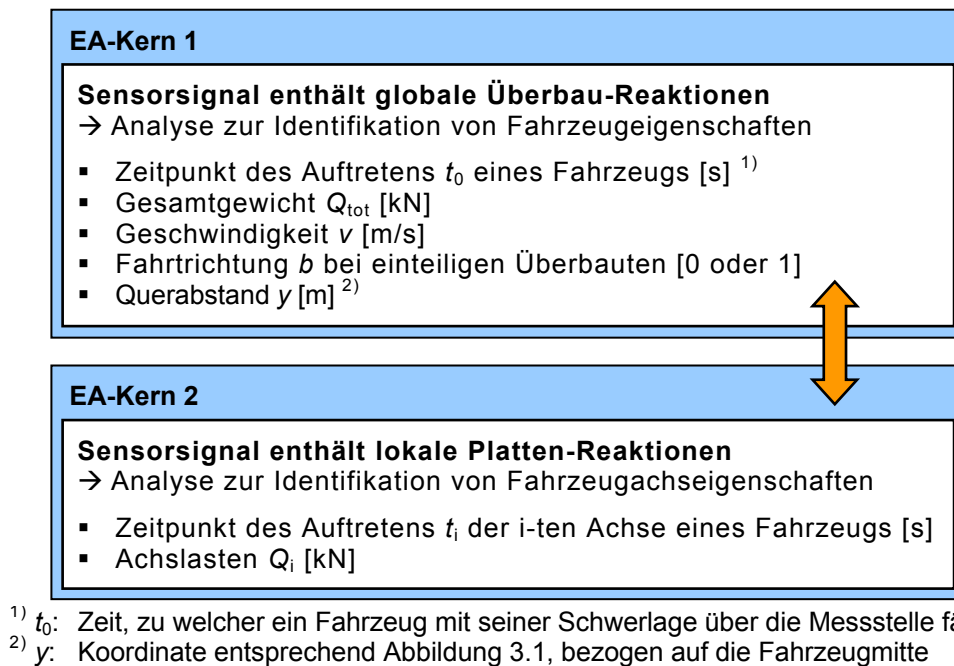 EA-Kern 1
Sensorsignal enthält globale Überbau-Reaktionen
→ Analyse zur Identifikation von Fahrzeugeigenschaften
▪ Zeitpunkt des Auftretens t₀ eines Fahrzeugs [s] ¹⁾
▪ Gesamtgewicht Qtot [kN]
▪ Geschwindigkeit v [m/s]
▪ Fahrtrichtung b bei einteiligen Überbauten [0 oder 1]
▪ Querabstand y [m] ²⁾
EA-Kern 2
Sensorsignal enthält lokale Platten-Reaktionen
→ Analyse zur Identifikation von Fahrzeugachseigenschaften
▪ Zeitpunkt des Auftretens tᵢ der i-ten Achse eines Fahrzeugs [s]
▪ Achslasten Qᵢ [kN]
¹⁾ t₀: Zeit, zu welcher ein Fahrzeug mit seiner Schwerlage über die Messstelle
²⁾ y: Koordinate entsprechend Abbildung 3.1, bezogen auf die Fahrzeugmitte